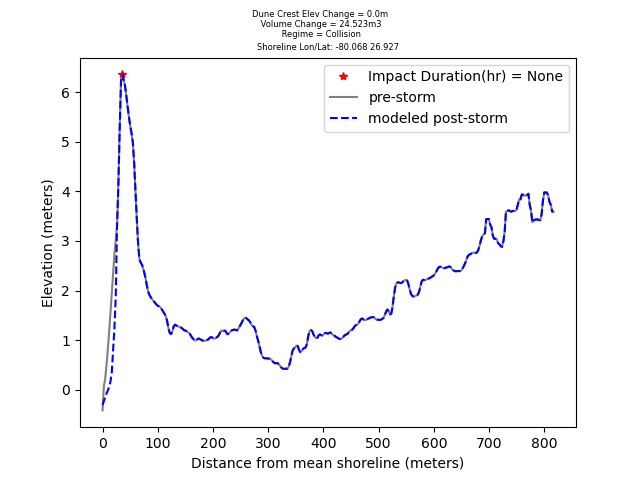 Dune Crest Elev Change = 0.0m
Volume Change = 24.523m3
Regime = Collision
Shoreline Lon/Lat: -80.068 26.927
Impact Duration(hr) = None
pre-storm
modeled post-storm
Elevation (meters)
6
5
4
3
2
1
0
0 100 200 300 400 500 600 700 800
Distance from mean shoreline (meters)